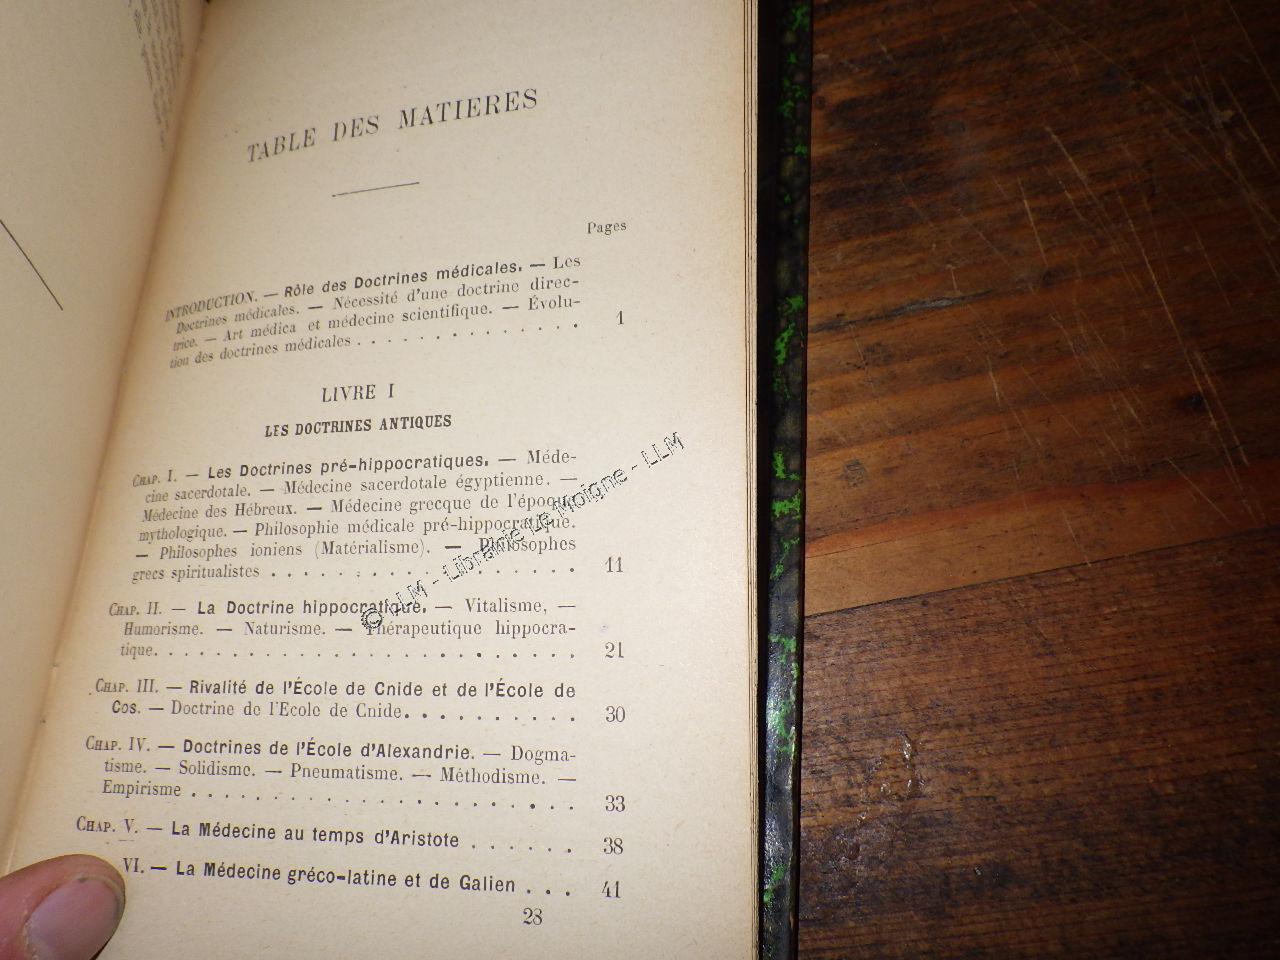 TABLE DES MATIERES
Pages
INTRODUCTION. — Rôle des Doctrines médicales. — Les
Doctrines médicales. — Nécessité d'une doctrine direc-
trice. — Art médica et médecine scientifique. — Évolu-
tion des doctrines médicales . . . . . . . . . . 1
LIVRE I
LES DOCTRINES ANTIQUES
CHAP. I. — Les Doctrines pré-hippocratiques. — Méde-
cine sacerdotale. — Médecine sacerdotale égyptienne. —
Médecine des Hébreux. — Médecine grecque de l'époque
mythologique. — Philosophie médicale pré-hippocratique.
— Philosophes ioniens (Matérialisme). — Philosophes
grecs spiritualistes . . . . . . . . . . . . . . 11
CHAP. II. — La Doctrine hippocratique. — Vitalisme, —
Humorisme. — Naturisme. — Thérapeutique hippocra-
tique. . . . . . . . . . . . . . . . . . . 21
CHAP. III. — Rivalité de l'École de Cnide et de l'École de
Cos. — Doctrine de l'Ecole de Cnide. . . . . . . . . . 30
CHAP. IV. — Doctrines de l'École d'Alexandrie. — Dogma-
tisme. — Solidisme. — Pneumatisme. — Méthodisme. —
Empirisme . . . . . . . . . . . . . . . . . 33
CHAP. V. — La Médecine au temps d'Aristote . . . . . . 38
VI. — La Médecine gréco-latine et de Galien . . . 41
28
© LLM - Librairie Le Moigne - LLM